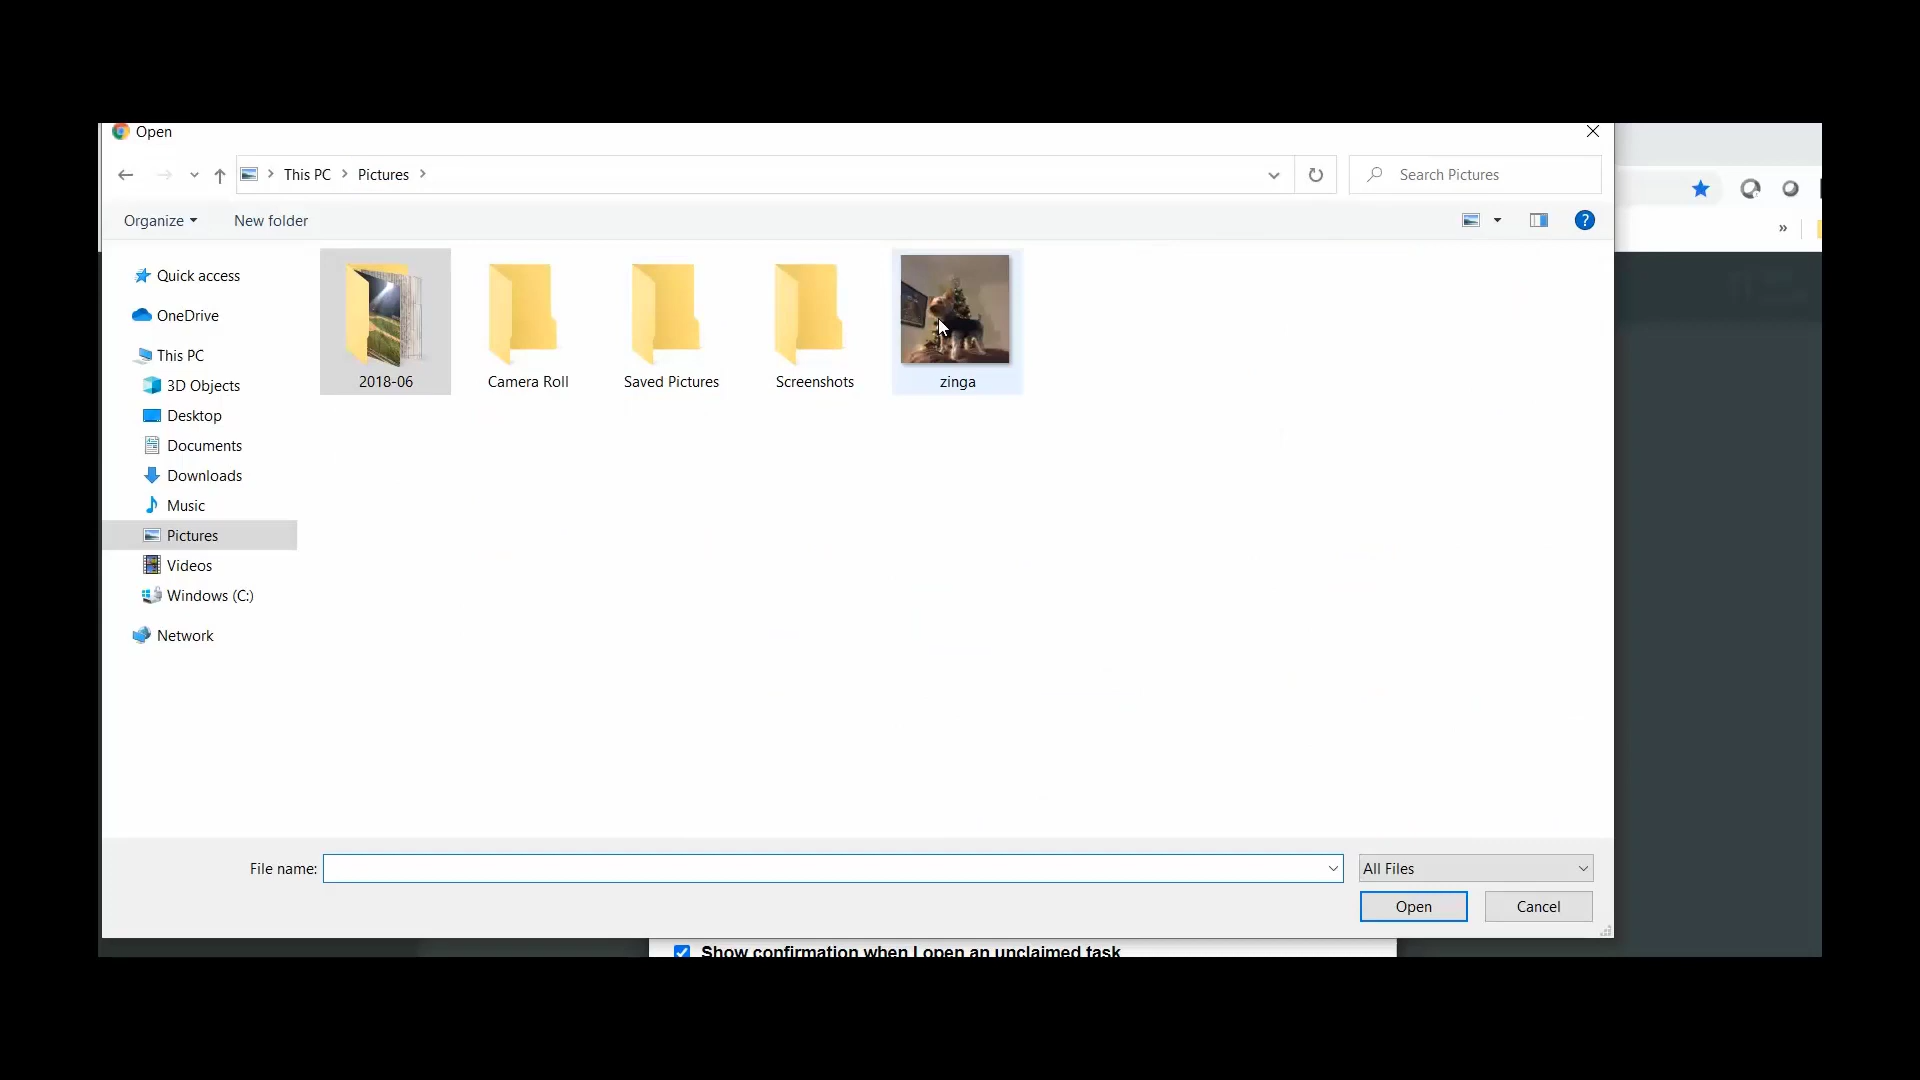 Open
This PC
Pictures
Search Pictures
Organize
New folder
Quick access
OneDrive
This PC
3D Objects
Desktop
Documents
Downloads
Music
Pictures
Videos
Windows (C:)
Network
2018-06
Camera Roll
Saved Pictures
Screenshots
zinga
File name:
All Files
Open
Cancel
Show confirmation when I open an unclaimed task